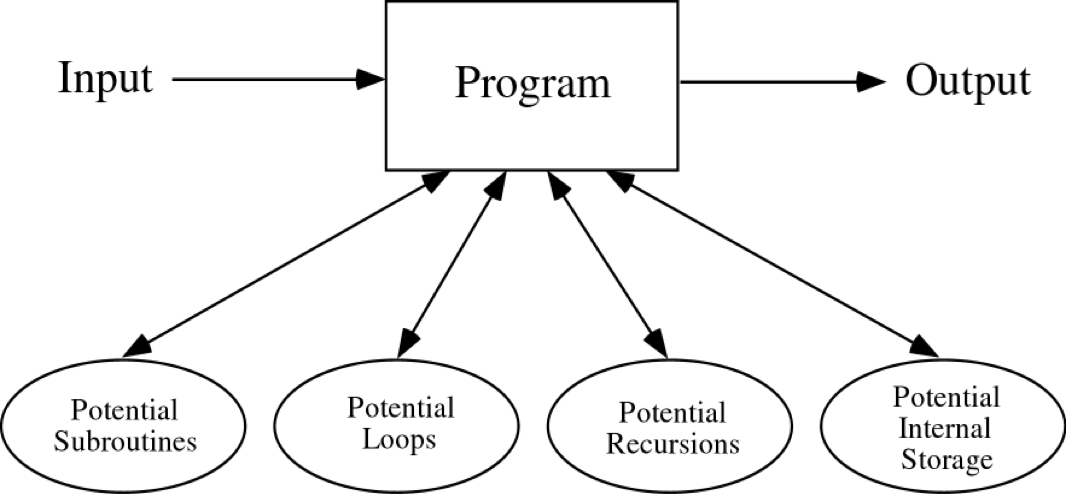 Input
Program
Output
Potential
Subroutines
Potential
Loops
Potential
Recursions
Potential
Internal
Storage